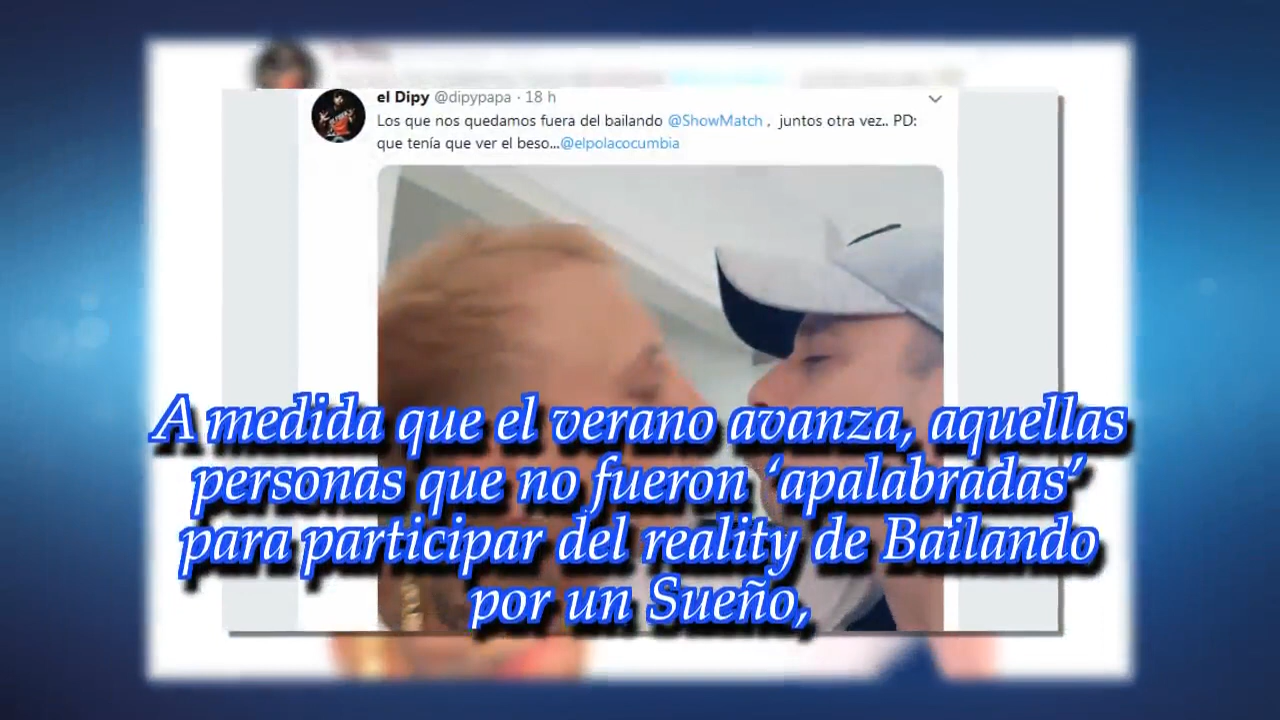 el Dipy @dipypapa · 18 h
Los que nos quedamos fuera del bailando @ShowMatch , juntos otra vez.. PD:
que tenía que ver el beso...@elpolacocumbia
A medida que el verano avanza, aquellas
personas que no fueron ‘apalabradas’
para participar del reality de Bailando
por un Sueño,